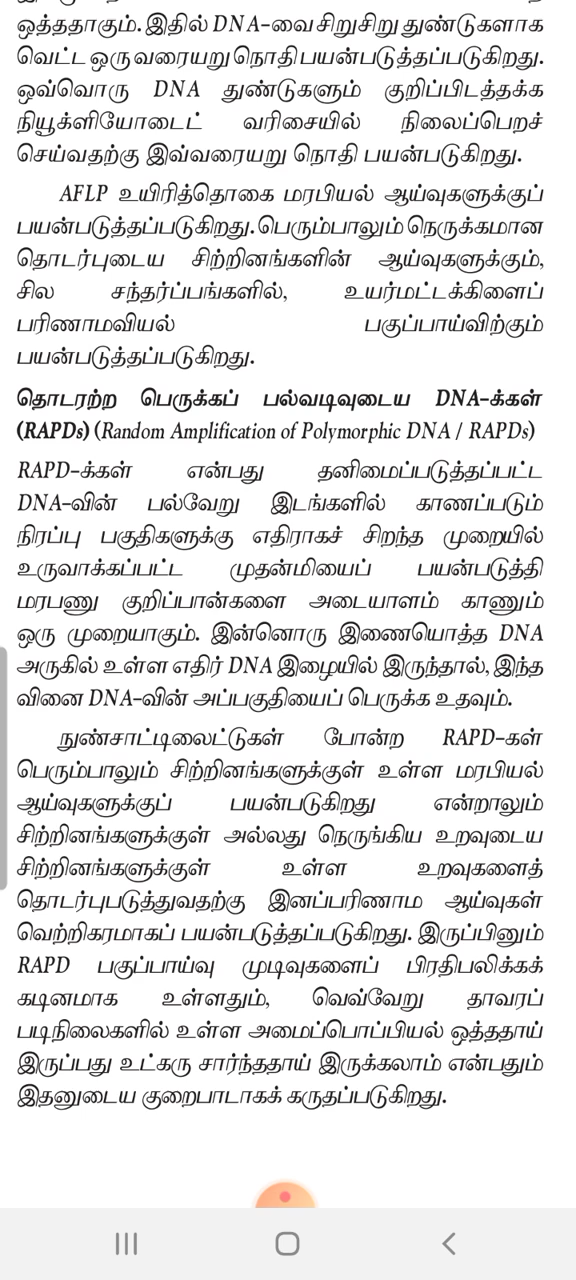 ஒத்ததாகும். இதில் DNA-வை சிறுசிறு துண்டுகளாக
வெட்ட ஒரு வரையறு நொதி பயன்படுத்தப்படுகிறது.
ஒவ்வொரு DNA துண்டுகளும் குறிப்பிடத்தக்க
நியூக்ளியோடைட் வரிசையில் நிலைப்பெறச்
செய்வதற்கு இவ்வரையறு நொதி பயன்படுகிறது.
AFLP உயிரித்தொகை மரபியல் ஆய்வுகளுக்குப்
பயன்படுத்தப்படுகிறது. பெரும்பாலும் நெருக்கமான
தொடர்புடைய சிற்றினங்களின் ஆய்வுகளுக்கும்,
சில சந்தர்ப்பங்களில், உயர்மட்டக்கிளைப்
பரிணாமவியல் பகுப்பாய்விற்கும்
பயன்படுத்தப்படுகிறது.
தொடரற்ற பெருக்கப் பல்வடிவுடைய DNA-க்கள்
(RAPDs) (Random Amplification of Polymorphic DNA / RAPDs)
RAPD-க்கள் என்பது தனிமைப்படுத்தப்பட்ட
DNA-வின் பல்வேறு இடங்களில் காணப்படும்
நிரப்பு பகுதிகளுக்கு எதிராகச் சிறந்த முறையில்
உருவாக்கப்பட்ட முதன்மியைப் பயன்படுத்தி
மரபணு குறிப்பான்களை அடையாளம் காணும்
ஒரு முறையாகும். இன்னொரு இணையொத்த DNA
அருகில் உள்ள எதிர் DNA இழையில் இருந்தால், இந்த
வினை DNA-வின் அப்பகுதியைப் பெருக்க உதவும்.
நுண்சாட்டிலைட்டுகள் போன்ற RAPD-கள்
பெரும்பாலும் சிற்றினங்களுக்குள் உள்ள மரபியல்
ஆய்வுகளுக்குப் பயன்படுகிறது என்றாலும்
சிற்றினங்களுக்குள் அல்லது நெருங்கிய உறவுடைய
சிற்றினங்களுக்குள் உள்ள உறவுகளைத்
தொடர்புபடுத்துவதற்கு இனப்பரிணாம ஆய்வுகள்
வெற்றிகரமாகப் பயன்படுத்தப்படுகிறது. இருப்பினும்
RAPD பகுப்பாய்வு முடிவுகளைப் பிரதிபலிக்கக்
கடினமாக உள்ளதும், வெவ்வேறு தாவரப்
படிநிலைகளில் உள்ள அமைப்பொப்பியல் ஒத்ததாய்
இருப்பது உட்கரு சார்ந்ததாய் இருக்கலாம் என்பதும்
இதனுடைய குறைபாடாகக் கருதப்படுகிறது.